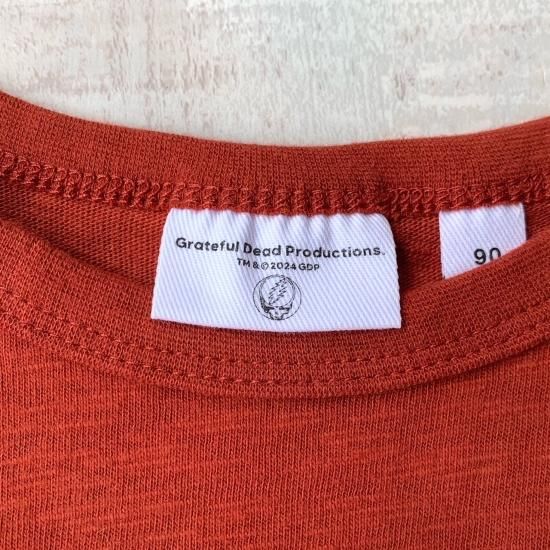 Grateful Dead Productions.
TM & © 2024 GDP
90